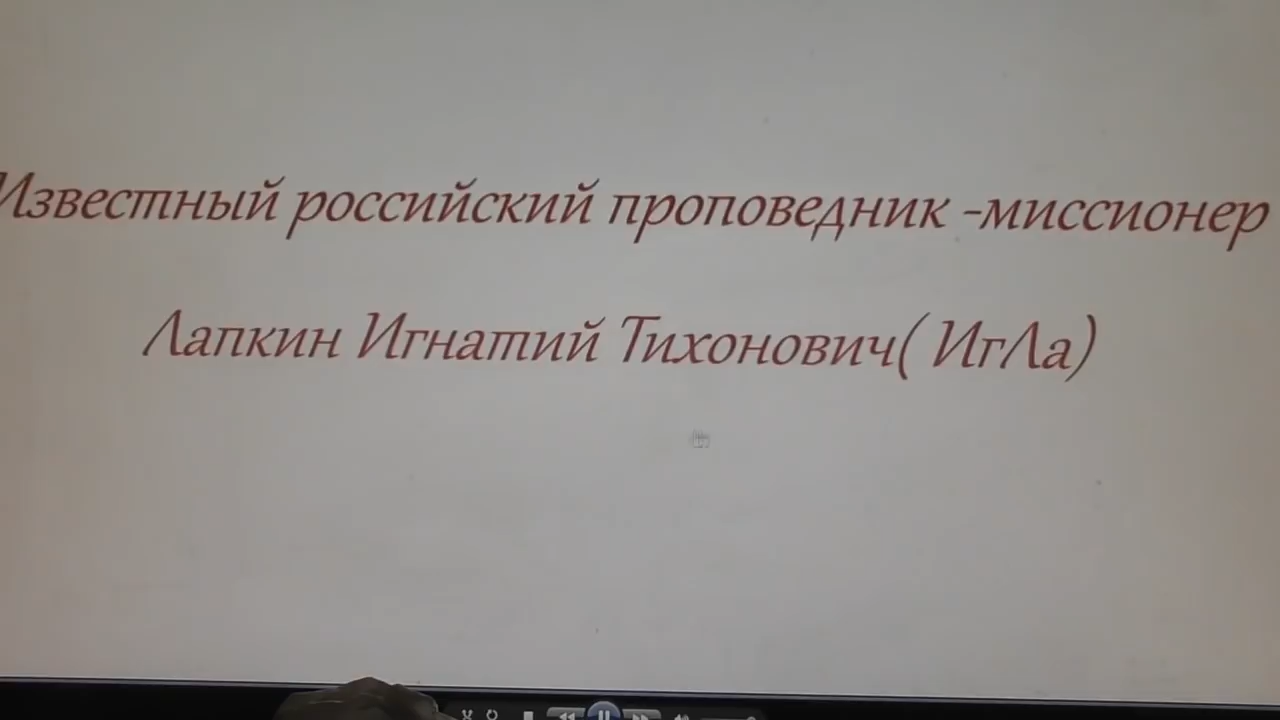 Известный российский проповедник -миссионер
Лапкин Игнатий Тихонович( ИгЛа)